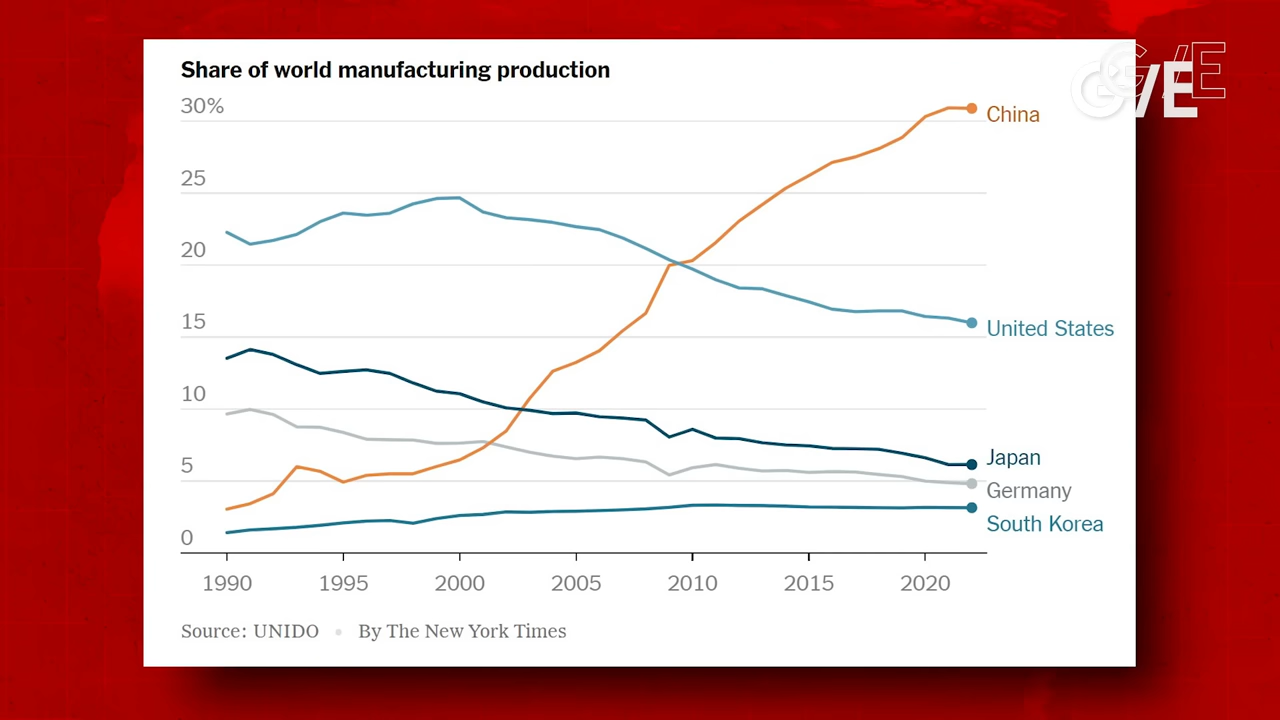 Share of world manufacturing production
G/E
30%
China
25
20
15
United States
10
Japan
5
Germany
South Korea
0
1990 1995 2000 2005 2010 2015 2020
Source: UNIDO • By The New York Times